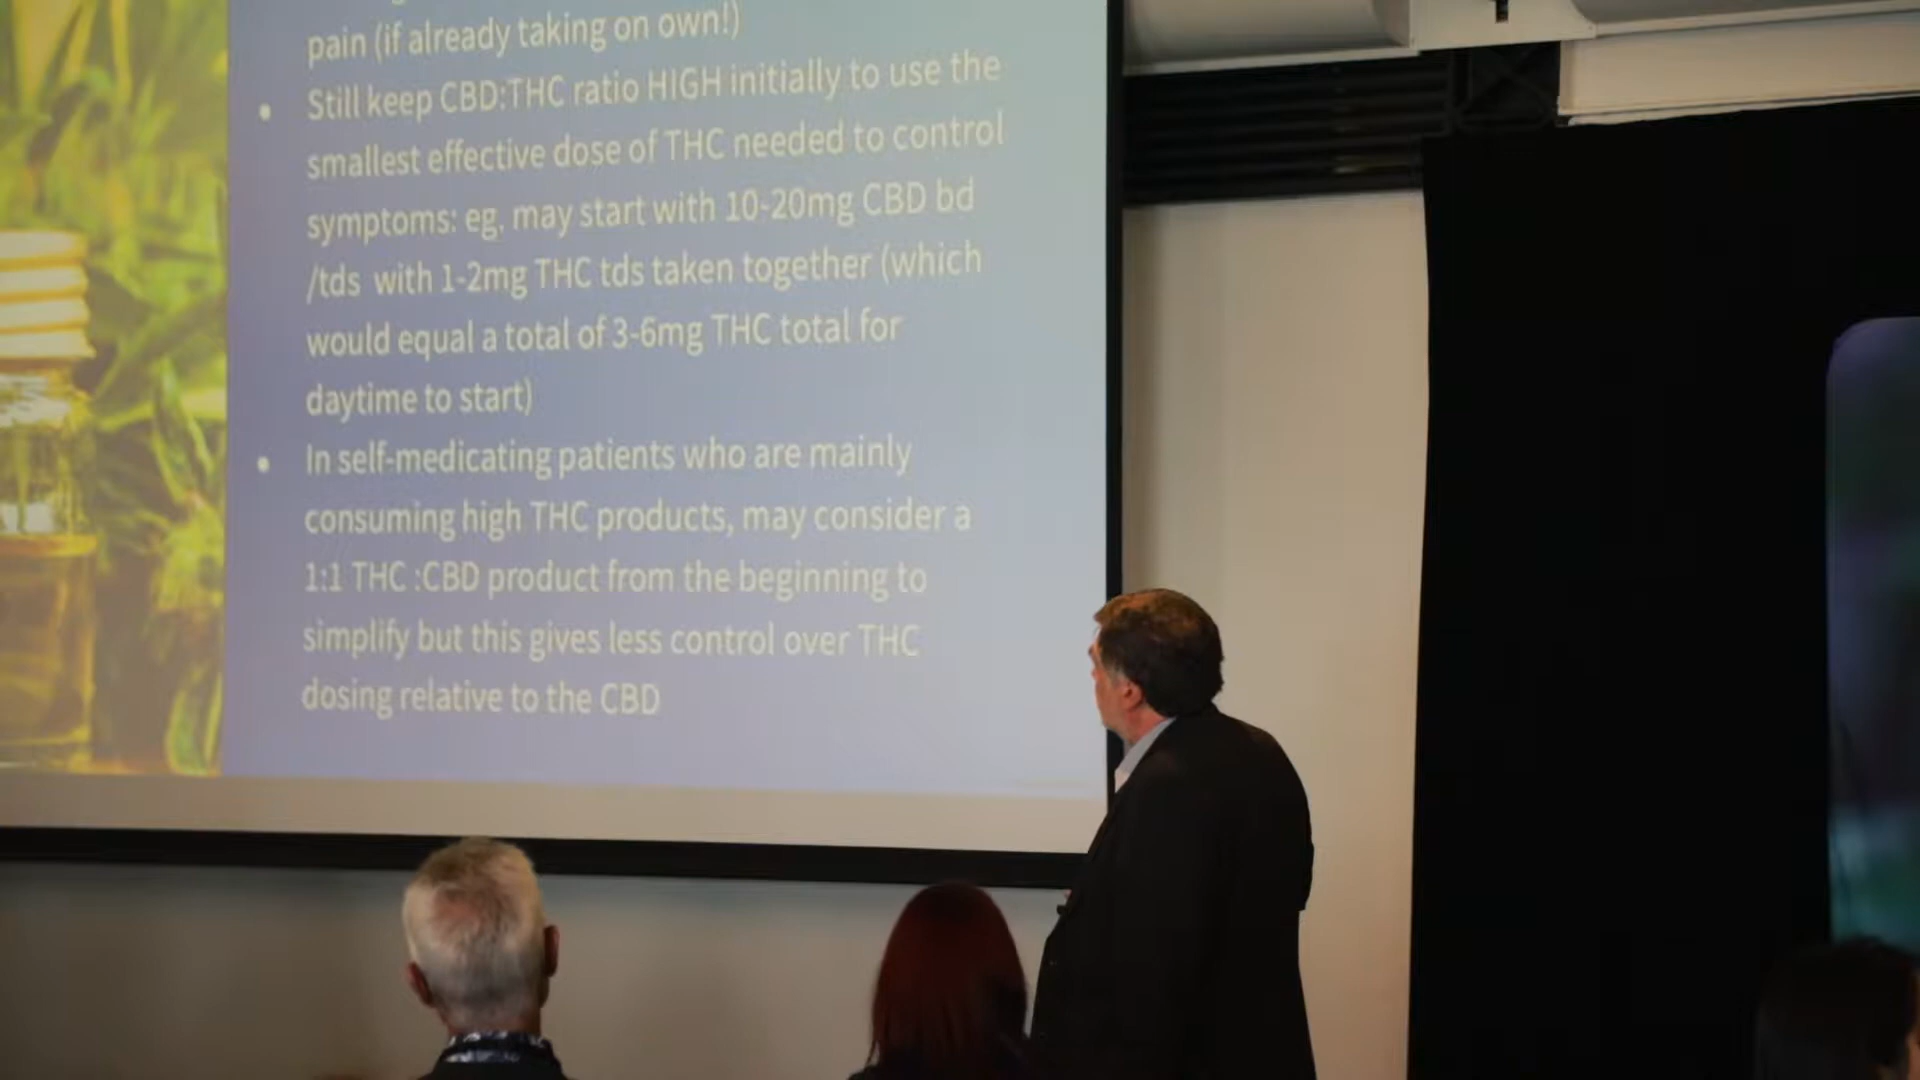 pain (if already taking on own!)
• Still keep CBD:THC ratio HIGH initially to use the
smallest effective dose of THC needed to control
symptoms: eg. may start with 10-20mg CBD bd
/tds with 1-2mg THC tds taken together (which
would equal a total of 3-6mg THC total for
daytime to start)
• In self-medicating patients who are mainly
consuming high THC products, may consider a
1:1 THC :CBD product from the beginning to
simplify but this gives less control over THC
dosing relative to the CBD